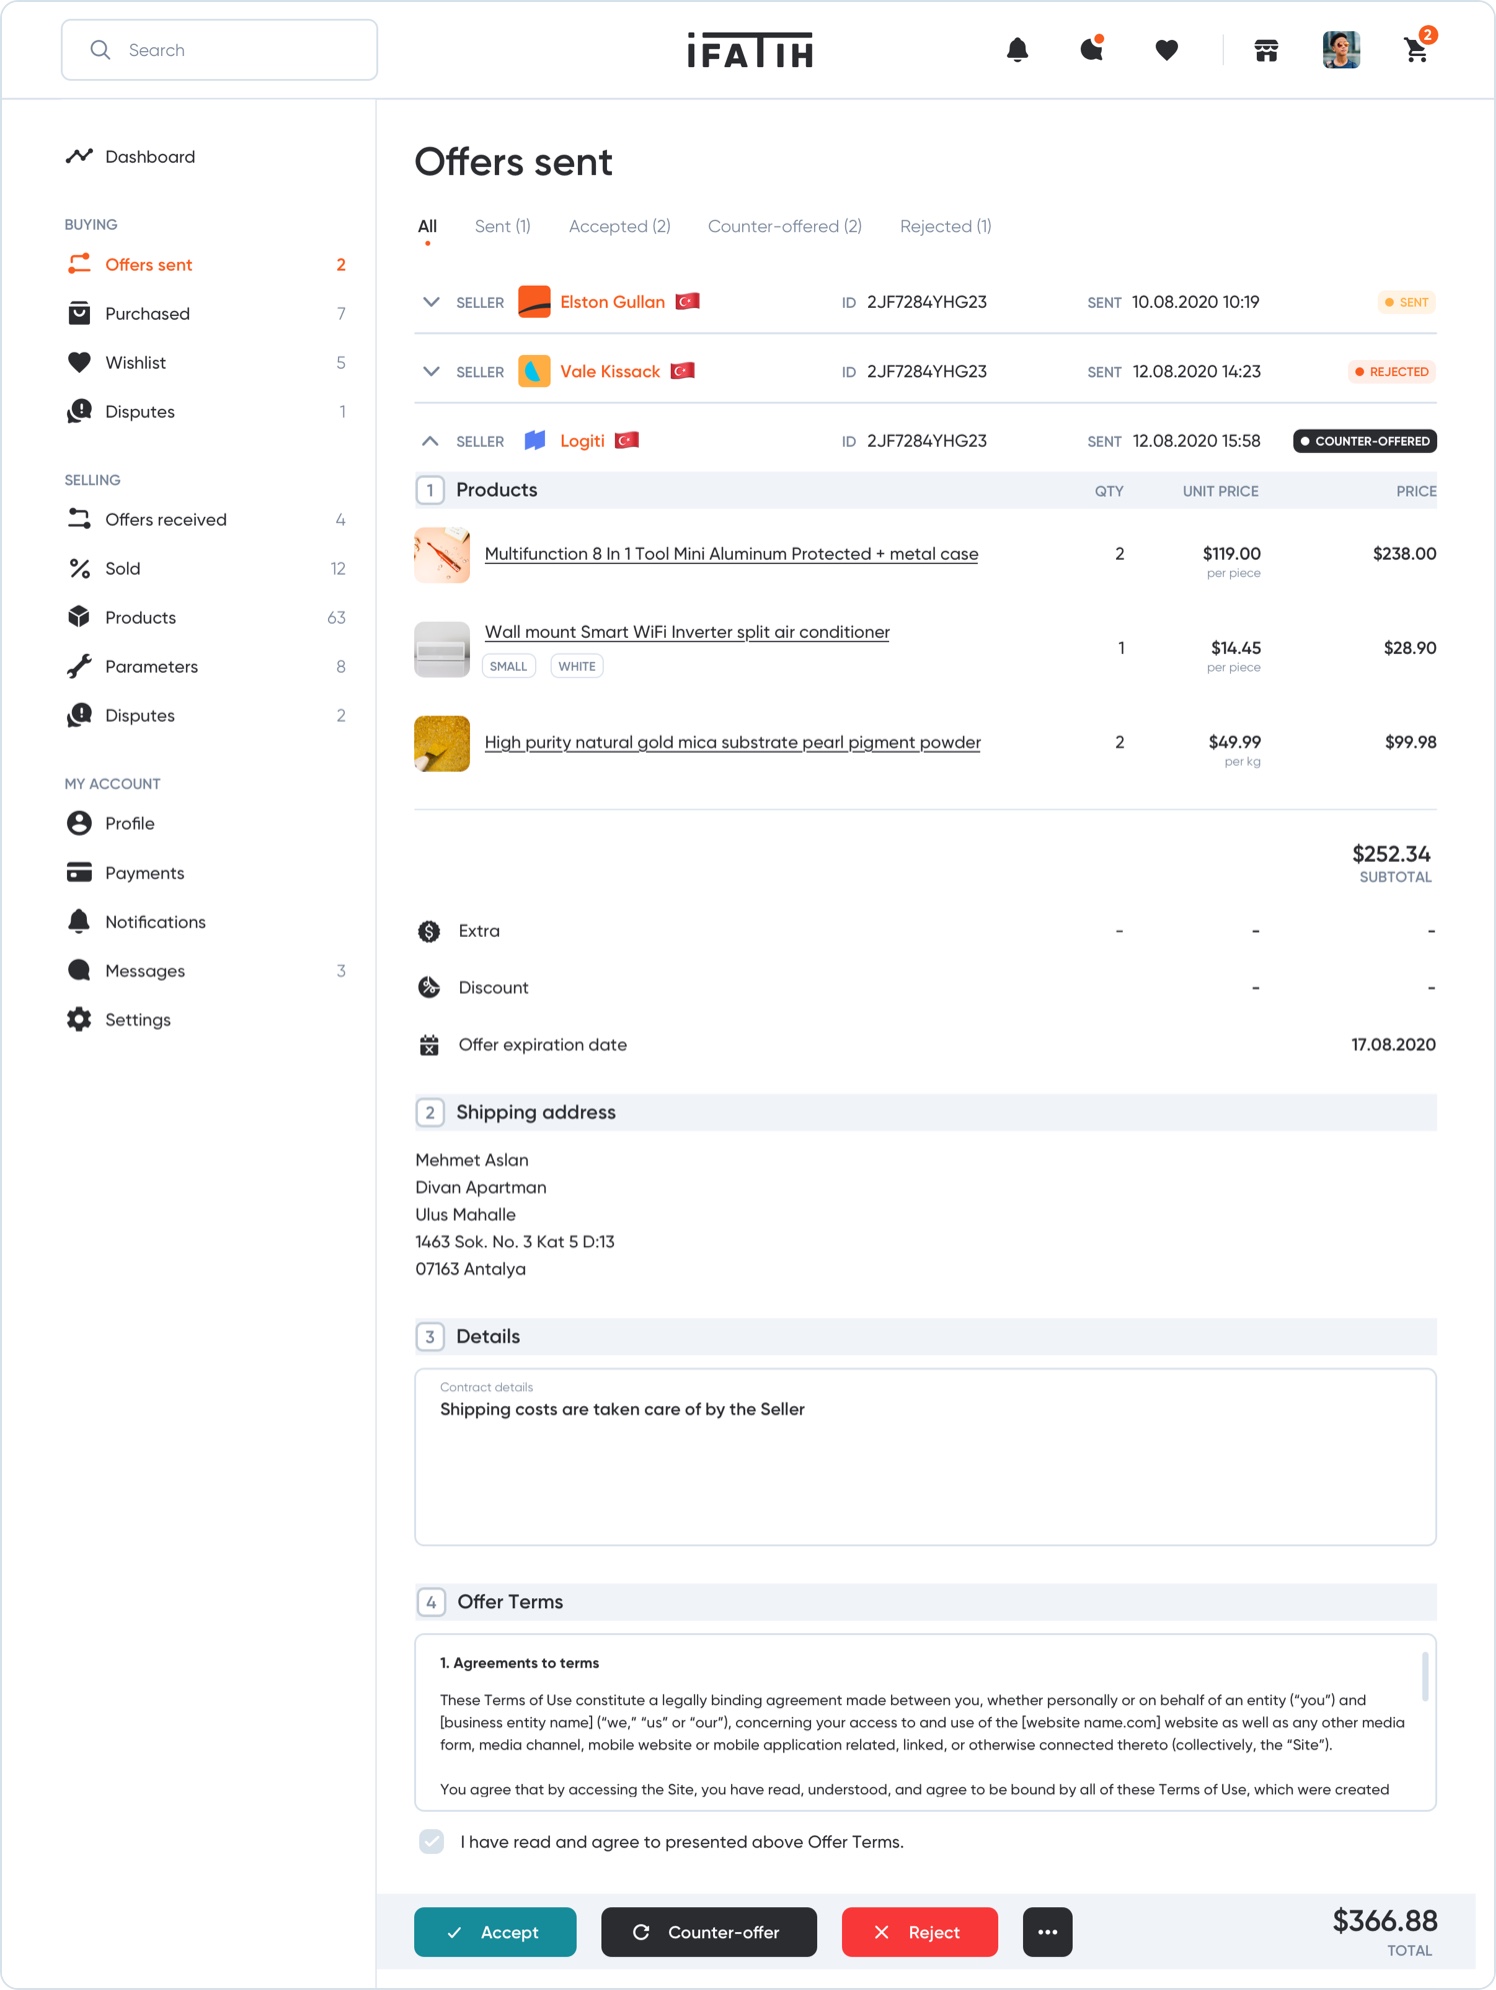 Search
iFATIH
2
Dashboard
BUYING
Offers sent 2
Purchased 7
Wishlist 5
Disputes 1
SELLING
Offers received 4
Sold 12
Products 63
Parameters 8
Disputes 2
MY ACCOUNT
Profile
Payments
Notifications
Messages 3
Settings
Offers sent
All Sent (1) Accepted (2) Counter-offered (2) Rejected (1)
SELLER Elston Gullan ID 2JF7284YHG23 SENT 10.08.2020 10:19 SENT
SELLER Vale Kissack ID 2JF7284YHG23 SENT 12.08.2020 14:23 REJECTED
SELLER Logiti ID 2JF7284YHG23 SENT 12.08.2020 15:58 COUNTER-OFFERED
1 Products QTY UNIT PRICE PRICE
Multifunction 8 In 1 Tool Mini Aluminum Protected + metal case 2 $119.00 $238.00
per piece
Wall mount Smart WiFi Inverter split air conditioner
1 $14.45 $28.90
SMALL WHITE per piece
High purity natural gold mica substrate pearl pigment powder 2 $49.99 $99.98
per kg
$252.34
SUBTOTAL
Extra - - -
Discount - -
Offer expiration date 17.08.2020
2 Shipping address
Mehmet Aslan
Divan Apartman
Ulus Mahalle
1463 Sok. No. 3 Kat 5 D:13
07163 Antalya
3 Details
Contract details
Shipping costs are taken care of by the Seller
4 Offer Terms
1. Agreements to terms
These Terms of Use constitute a legally binding agreement made between you, whether personally or on behalf of an entity (“you”) and
[business entity name] (“we,” “us” or “our”), concerning your access to and use of the [website name.com] website as well as any other media
form, media channel, mobile website or mobile application related, linked, or otherwise connected thereto (collectively, the “Site”).
You agree that by accessing the Site, you have read, understood, and agree to be bound by all of these Terms of Use, which were created
I have read and agree to presented above Offer Terms.
Accept Counter-offer Reject ••• $366.88
TOTAL